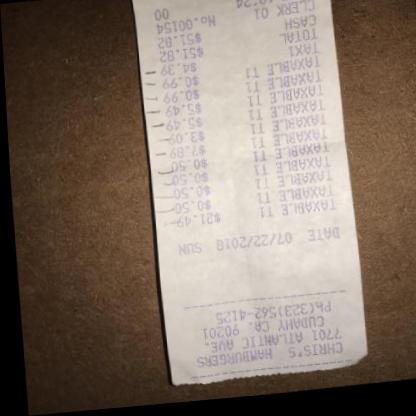 CHRIS'S HAMBURGERS
7701 ATLANTIC AVE.
CUDAHY CA. 90201
Ph(323)562-4125
DATE 07/22/2018 SUN
TAXABLE T1 $21.49
TAXABLE T1 $0.50
TAXABLE T1 $0.50
TAXABLE T1 $0.50
TAXABLE T1 $0.50
TAXABLE T1 $7.89
TAXABLE T1 $3.09
TAXABLE T1 $5.49
TAXABLE T1 $5.49
TAXABLE T1 $0.99
TAXABLE T1 $0.99
TAX1 $4.39
TOTAL $51.82
CASH $51.82
CLERK 01 No.00154
00